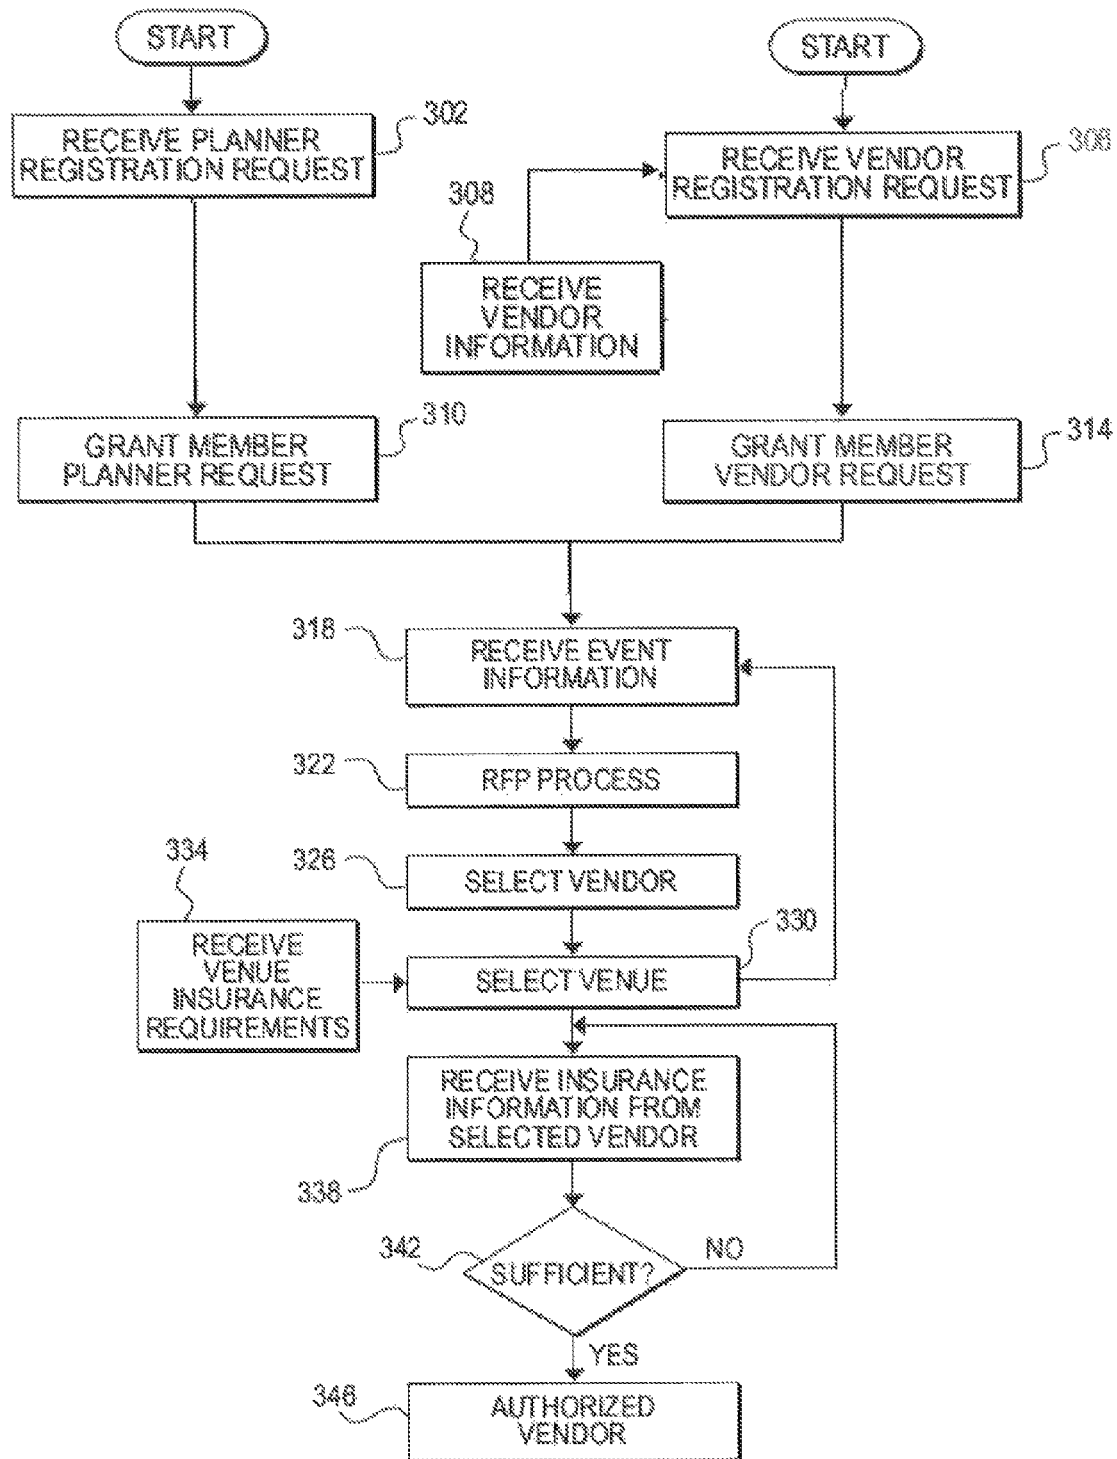 START
START
RECEIVE PLANNER
REGISTRATION REQUEST
302
RECEIVE VENDOR
REGISTRATION REQUEST
306
308
RECEIVE
VENDOR
INFORMATION
GRANT MEMBER
PLANNER REQUEST
310
GRANT MEMBER
VENDOR REQUEST
314
318
RECEIVE EVENT
INFORMATION
322
RFP PROCESS
326
SELECT VENDOR
334
RECEIVE
VENUE
INSURANCE
REQUIREMENTS
330
SELECT VENUE
RECEIVE INSURANCE
INFORMATION FROM
SELECTED VENDOR
338
342
SUFFICIENT?
NO
YES
346
AUTHORIZED
VENDOR